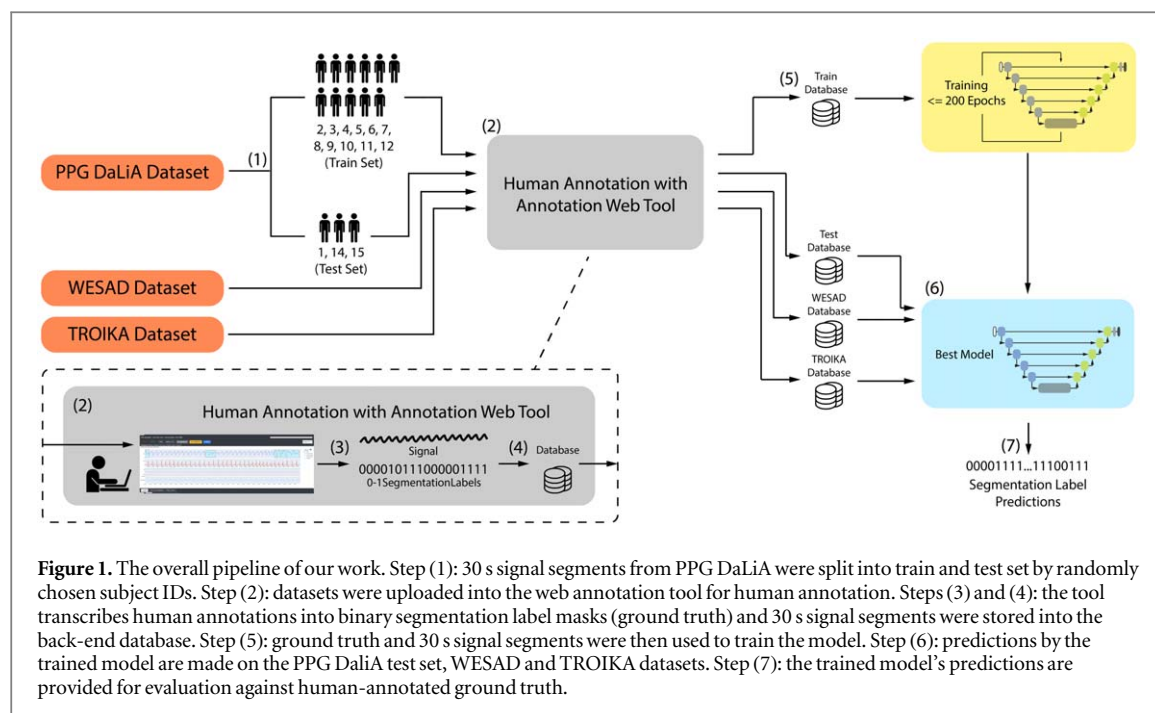 PPG DaLiA Dataset
(1)
2, 3, 4, 5, 6, 7,
8, 9, 10, 11, 12
(Train Set)
1, 14, 15
(Test Set)
WESAD Dataset
TROIKA Dataset
(2)
Human Annotation with
Annotation Web Tool
(5)
Train
Database
Training
<= 200 Epochs
Test
Database
WESAD
Database
TROIKA
Database
(6)
Best Model
(7)
00001111...11100111
Segmentation Label
Predictions
(2)
Human Annotation with Annotation Web Tool
(3)
Signal
000010111000001111
0-1SegmentationLabels
(4)
Database
Figure 1. The overall pipeline of our work. Step (1): 30 s signal segments from PPG DaLiA were split into train and test set by randomly
chosen subject IDs. Step (2): datasets were uploaded into the web annotation tool for human annotation. Steps (3) and (4): the tool
transcribes human annotations into binary segmentation label masks (ground truth) and 30 s signal segments were stored into the
back-end database. Step (5): ground truth and 30 s signal segments were then used to train the model. Step (6): predictions by the
trained model are made on the PPG DaliA test set, WESAD and TROIKA datasets. Step (7): the trained model's predictions are
provided for evaluation against human-annotated ground truth.